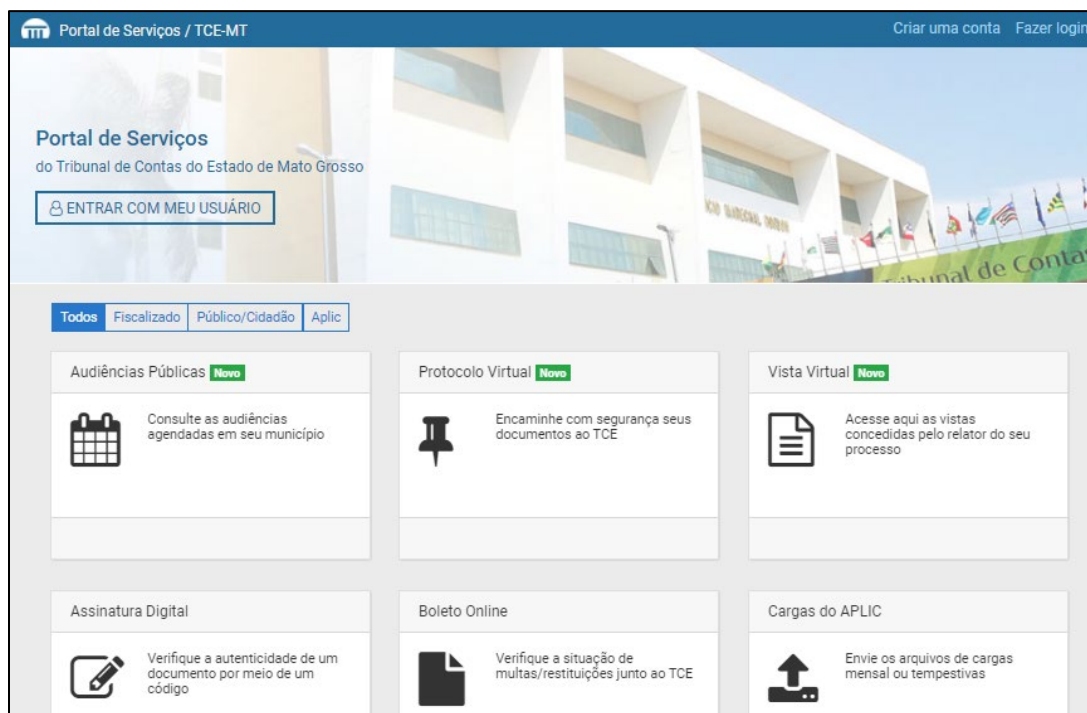 Portal de Serviços / TCE-MT
Criar uma conta Fazer login
Portal de Serviços
do Tribunal de Contas do Estado de Mato Grosso
ENTRAR COM MEU USUÁRIO
Tribunal de Contas
Todos Fiscalizado Público/Cidadão Aplic
Audiências Públicas Novo
Consulte as audiências
agendadas em seu município
Protocolo Virtual Novo
Encaminhe com segurança seus
documentos ao TCE
Vista Virtual Novo
Acesse aqui as vistas
concedidas pelo relator do seu
processo
Assinatura Digital
Verifique a autenticidade de um
documento por meio de um
código
Boleto Online
Verifique a situação de
multas/restituições junto ao TCE
Cargas do APLIC
Envie os arquivos de cargas
mensal ou tempestivas